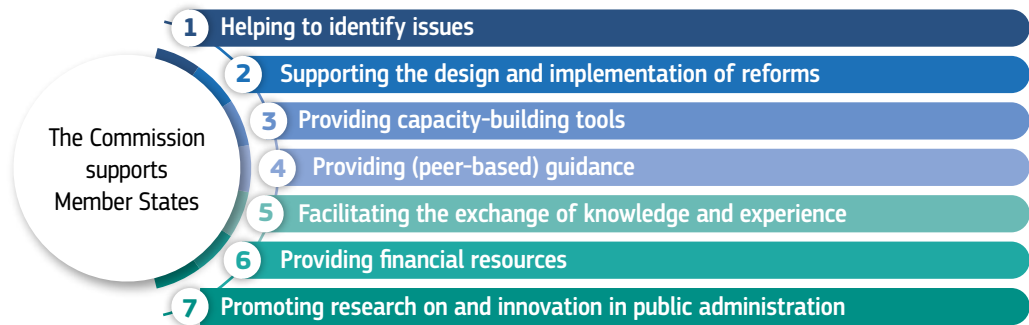 The Commission
supports
Member States
1 Helping to identify issues
2 Supporting the design and implementation of reforms
3 Providing capacity-building tools
4 Providing (peer-based) guidance
5 Facilitating the exchange of knowledge and experience
6 Providing financial resources
7 Promoting research on and innovation in public administration